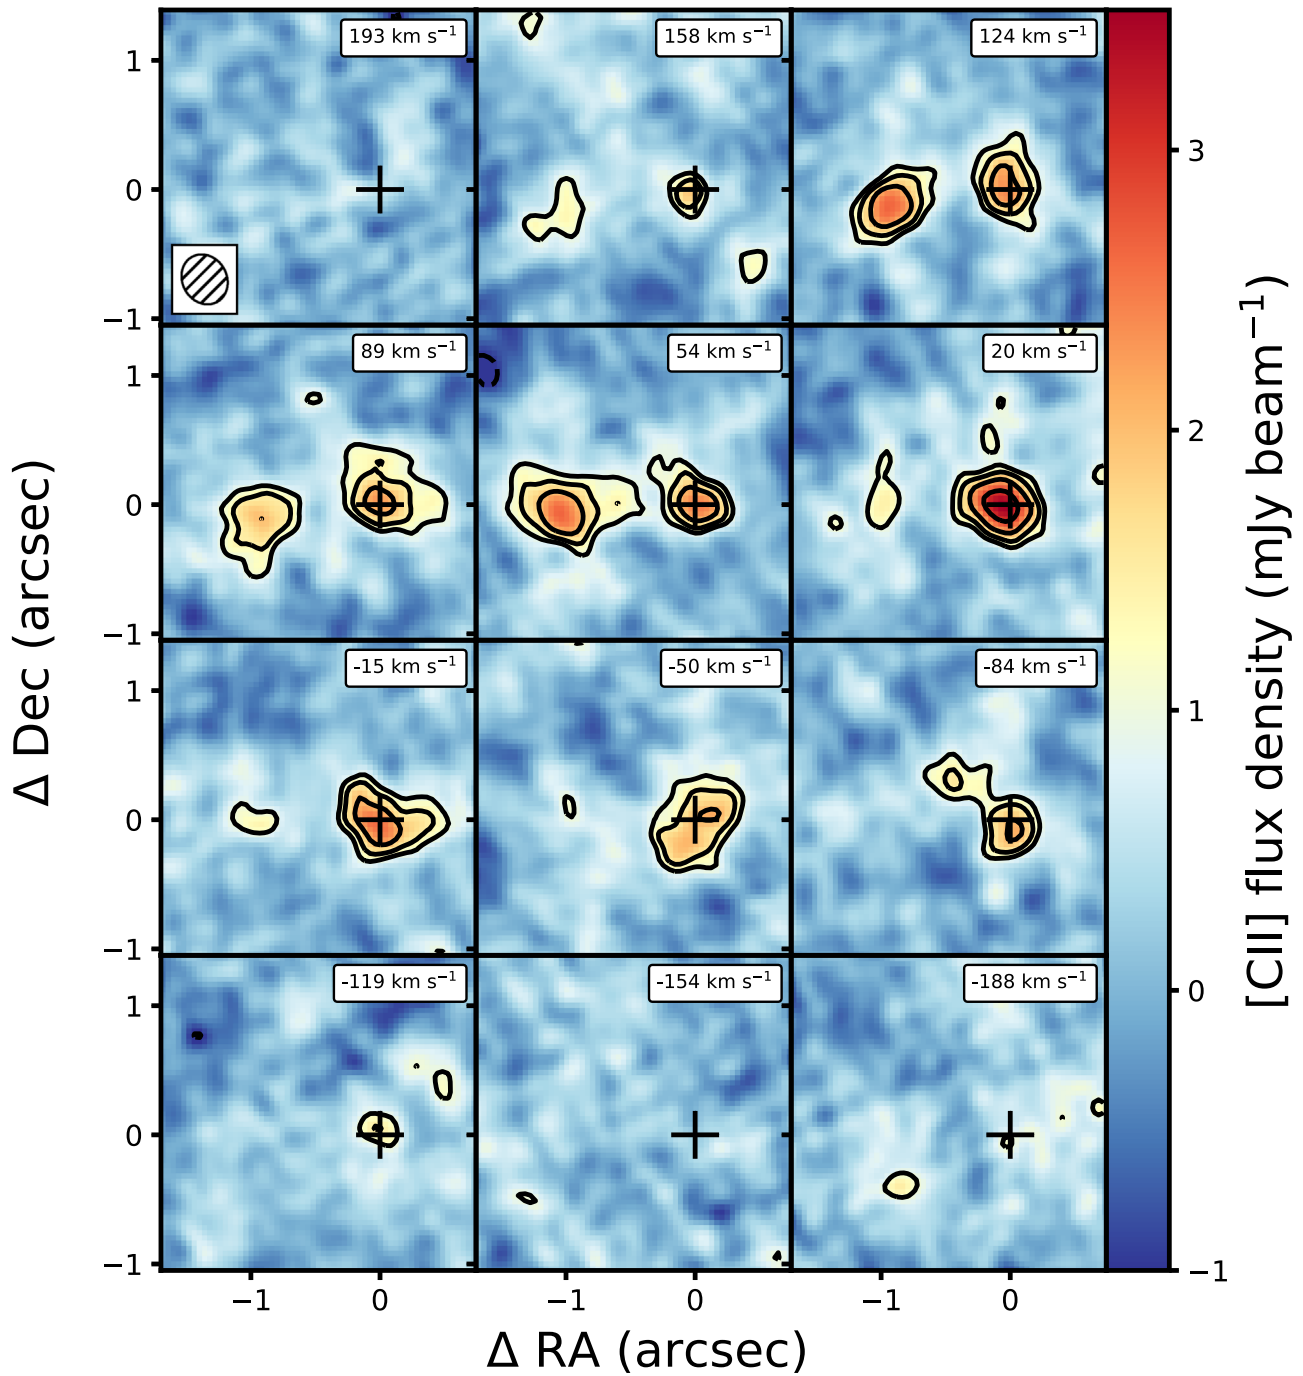 193 km s⁻¹
158 km s⁻¹
124 km s⁻¹
1
0
−1
89 km s⁻¹
54 km s⁻¹
20 km s⁻¹
1
0
−1
-15 km s⁻¹
-50 km s⁻¹
-84 km s⁻¹
1
0
−1
-119 km s⁻¹
-154 km s⁻¹
-188 km s⁻¹
1
0
−1
−1 0
−1 0
−1 0
Δ RA (arcsec)
Δ Dec (arcsec)
3
2
1
0
−1
[CII] flux density (mJy beam⁻¹)